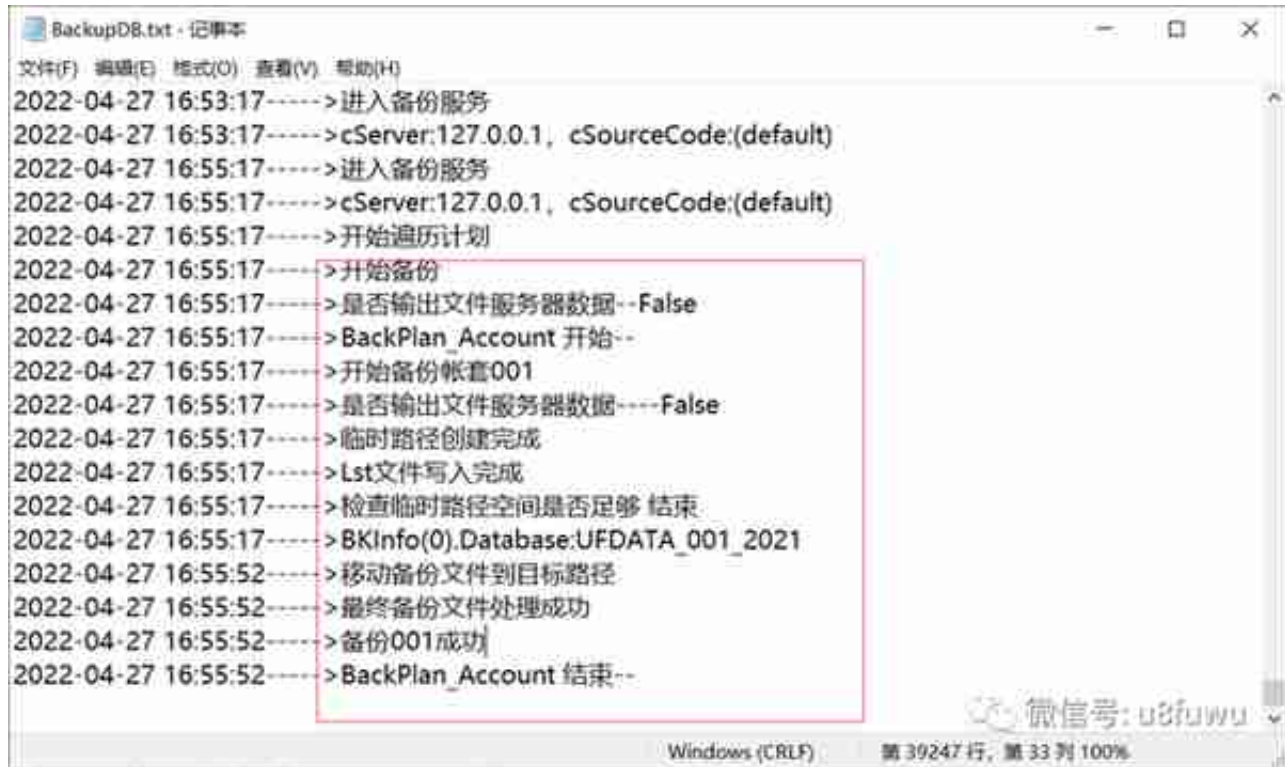 BackupDB.txt - 记事本
文件(F) 编辑(E) 格式(O) 查看(V) 帮助(H)
2022-04-27 16:53:17----->进入备份服务
2022-04-27 16:53:17----->cServer:127.0.0.1，cSourceCode:(default)
2022-04-27 16:55:17----->进入备份服务
2022-04-27 16:55:17----->cServer:127.0.0.1，cSourceCode:(default)
2022-04-27 16:55:17----->开始遍历计划
2022-04-27 16:55:17----->开始备份
2022-04-27 16:55:17----->是否输出文件服务器数据--False
2022-04-27 16:55:17----->BackPlan_Account 开始--
2022-04-27 16:55:17----->开始备份帐套001
2022-04-27 16:55:17----->是否输出文件服务器数据----False
2022-04-27 16:55:17----->临时路径创建完成
2022-04-27 16:55:17----->Lst文件写入完成
2022-04-27 16:55:17----->检查临时路径空间是否足够 结束
2022-04-27 16:55:17----->BKInfo(0).Database:UFDATA_001_2021
2022-04-27 16:55:52----->移动备份文件到目标路径
2022-04-27 16:55:52----->最终备份文件处理成功
2022-04-27 16:55:52----->备份001成功
2022-04-27 16:55:52----->BackPlan_Account 结束--
微信号: u8fuwu
Windows (CRLF) 第 39247 行，第 33 列 100%